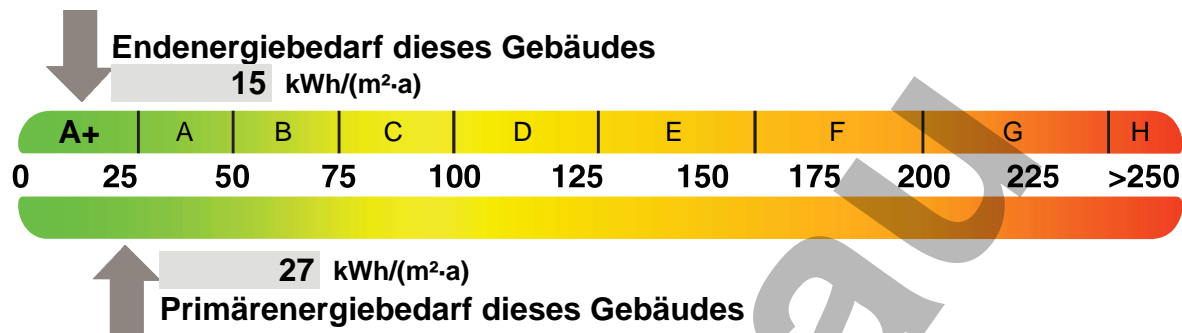 Endenergiebedarf dieses Gebäudes
15 kWh/(m²·a)
A+ A B C D E F G H
0 25 50 75 100 125 150 175 200 225 >250
27 kWh/(m²·a)
Primärenergiebedarf dieses Gebäudes
au